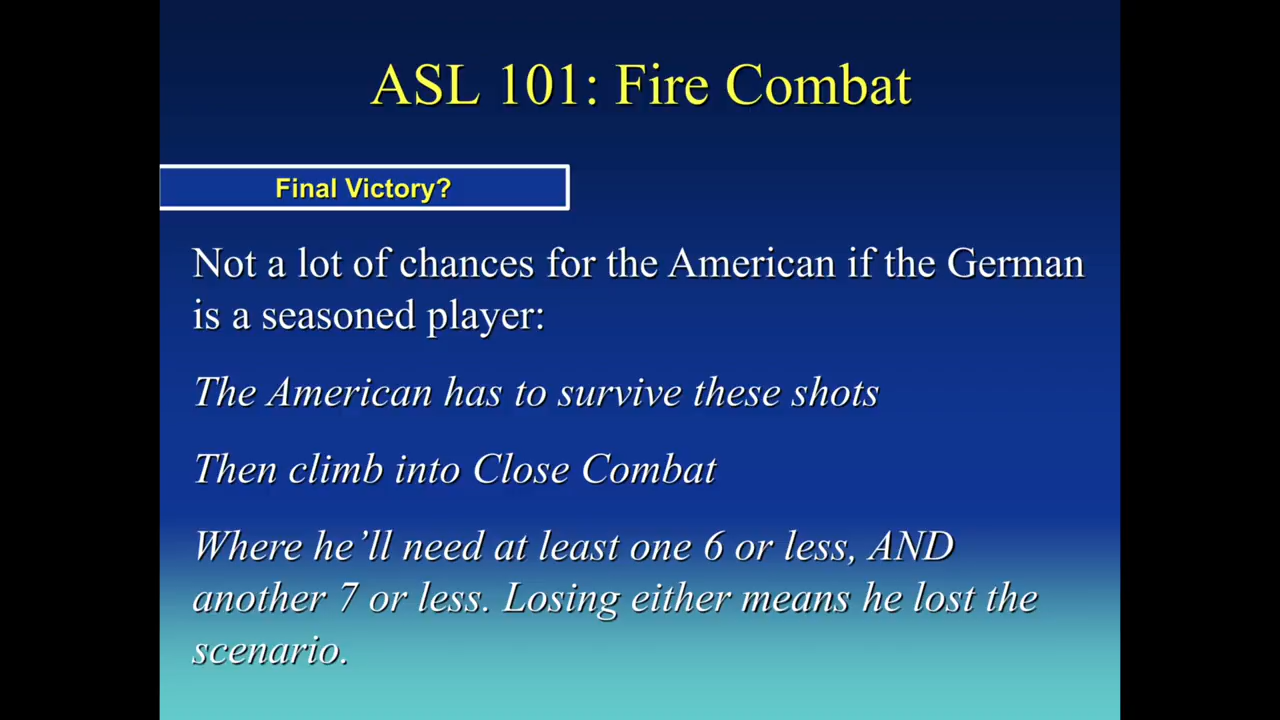 ASL 101: Fire Combat
Final Victory?
Not a lot of chances for the American if the German
is a seasoned player:
The American has to survive these shots
Then climb into Close Combat
Where he’ll need at least one 6 or less, AND
another 7 or less. Losing either means he lost the
scenario.